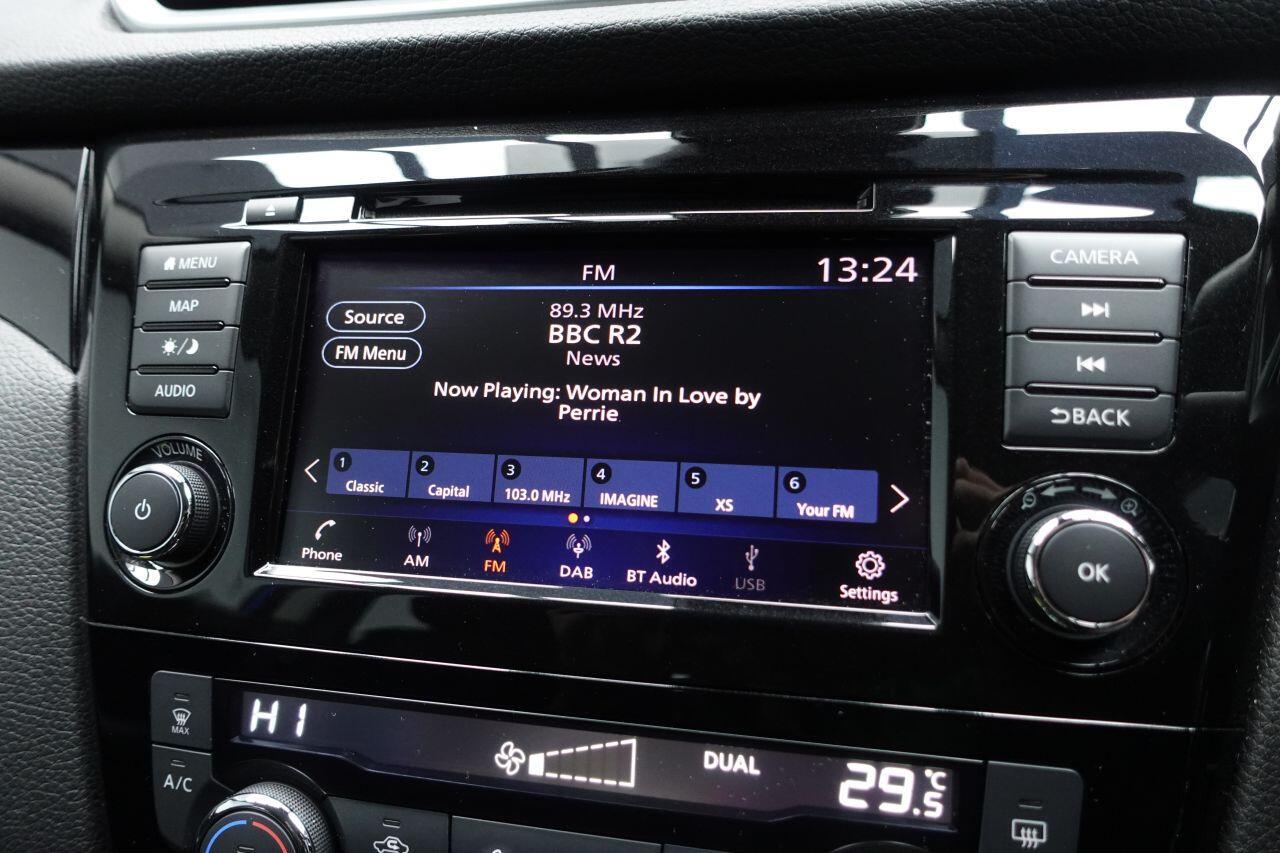 MENU
MAP
AUDIO
VOLUME
FM
13:24
Source
FM Menu
89.3 MHz
BBC R2
News
Now Playing: Woman In Love by
Perrie
1 Classic
2 Capital
3 103.0 MHz
4 IMAGINE
5 XS
6 Your FM
Phone
AM
FM
DAB
BT Audio
USB
Settings
CAMERA
BACK
OK
MAX
A/C
HI
DUAL
29.5 °C